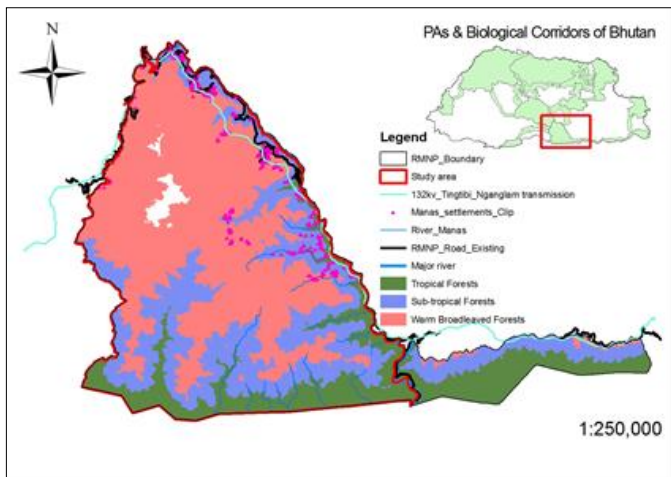 N
PAs & Biological Corridors of Bhutan
Legend
RMNP_Boundary
Study area
132kv_Tingtibi_Nganglam transmission
Manas_settlements_Clip
River_Manas
RMNP_Road_Existing
Major river
Tropical Forests
Sub-tropical Forests
Warm Broadleaved Forests
1:250,000